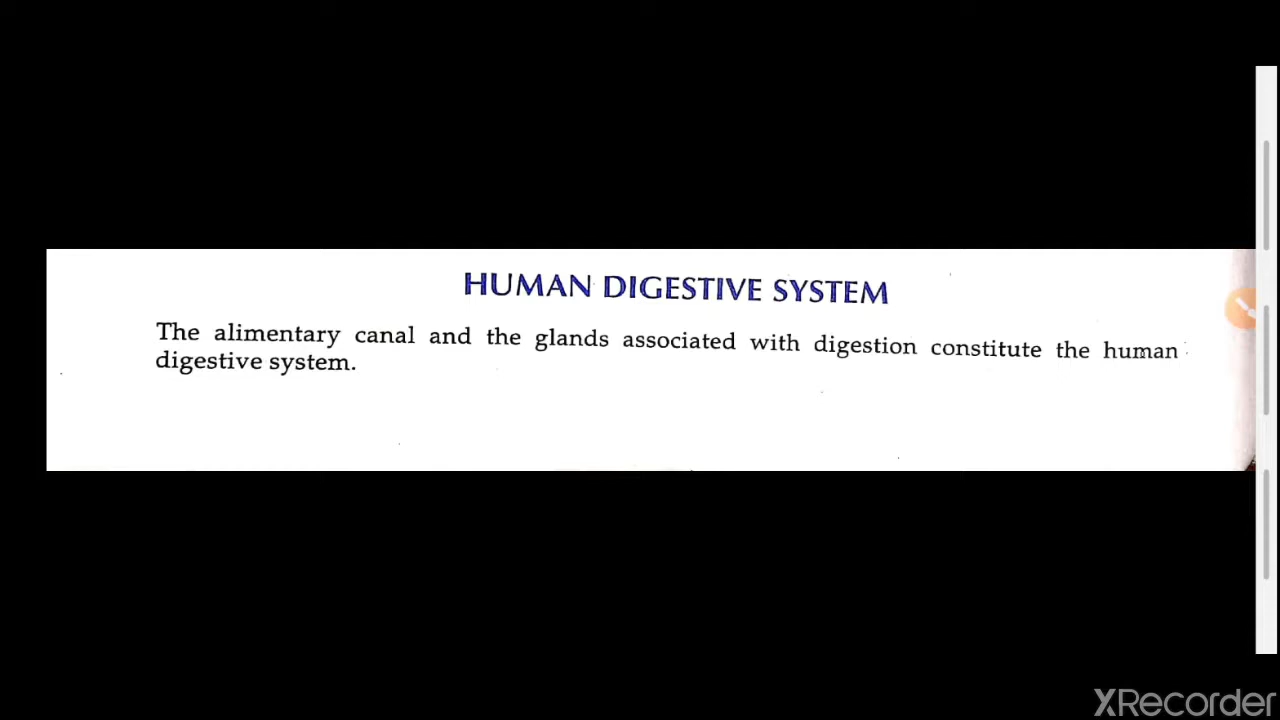 HUMAN DIGESTIVE SYSTEM
The alimentary canal and the glands associated with digestion constitute the human
digestive system.
XRecorder